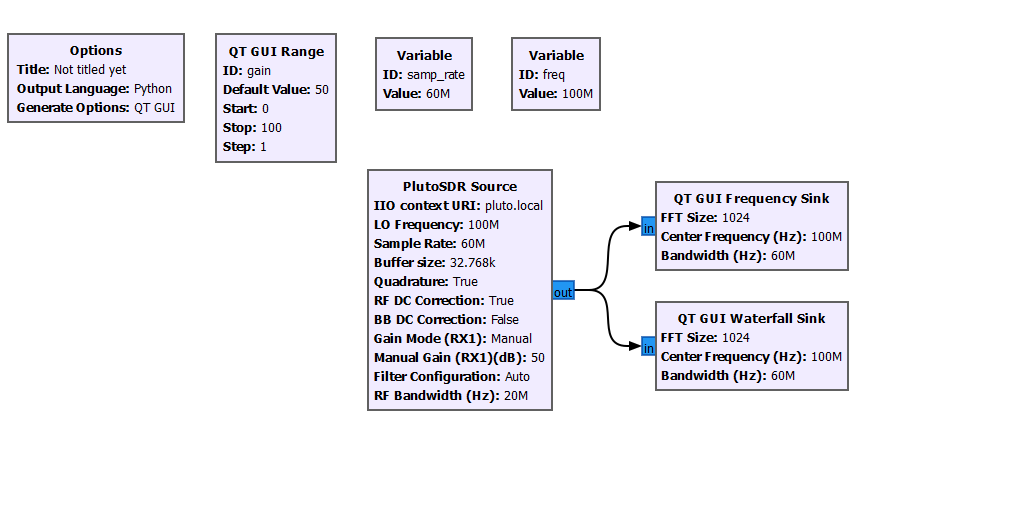 Options
Title: Not titled yet
Output Language: Python
Generate Options: QT GUI
QT GUI Range
ID: gain
Default Value: 50
Start: 0
Stop: 100
Step: 1
Variable
ID: samp_rate
Value: 60M
Variable
ID: freq
Value: 100M
PlutoSDR Source
IIO context URI: pluto.local
LO Frequency: 100M
Sample Rate: 60M
Buffer size: 32.768k
Quadrature: True
RF DC Correction: True
BB DC Correction: False
Gain Mode (RX1): Manual
Manual Gain (RX1)(dB): 50
Filter Configuration: Auto
RF Bandwidth (Hz): 20M
out
in
QT GUI Frequency Sink
FFT Size: 1024
Center Frequency (Hz): 100M
Bandwidth (Hz): 60M
in
QT GUI Waterfall Sink
FFT Size: 1024
Center Frequency (Hz): 100M
Bandwidth (Hz): 60M